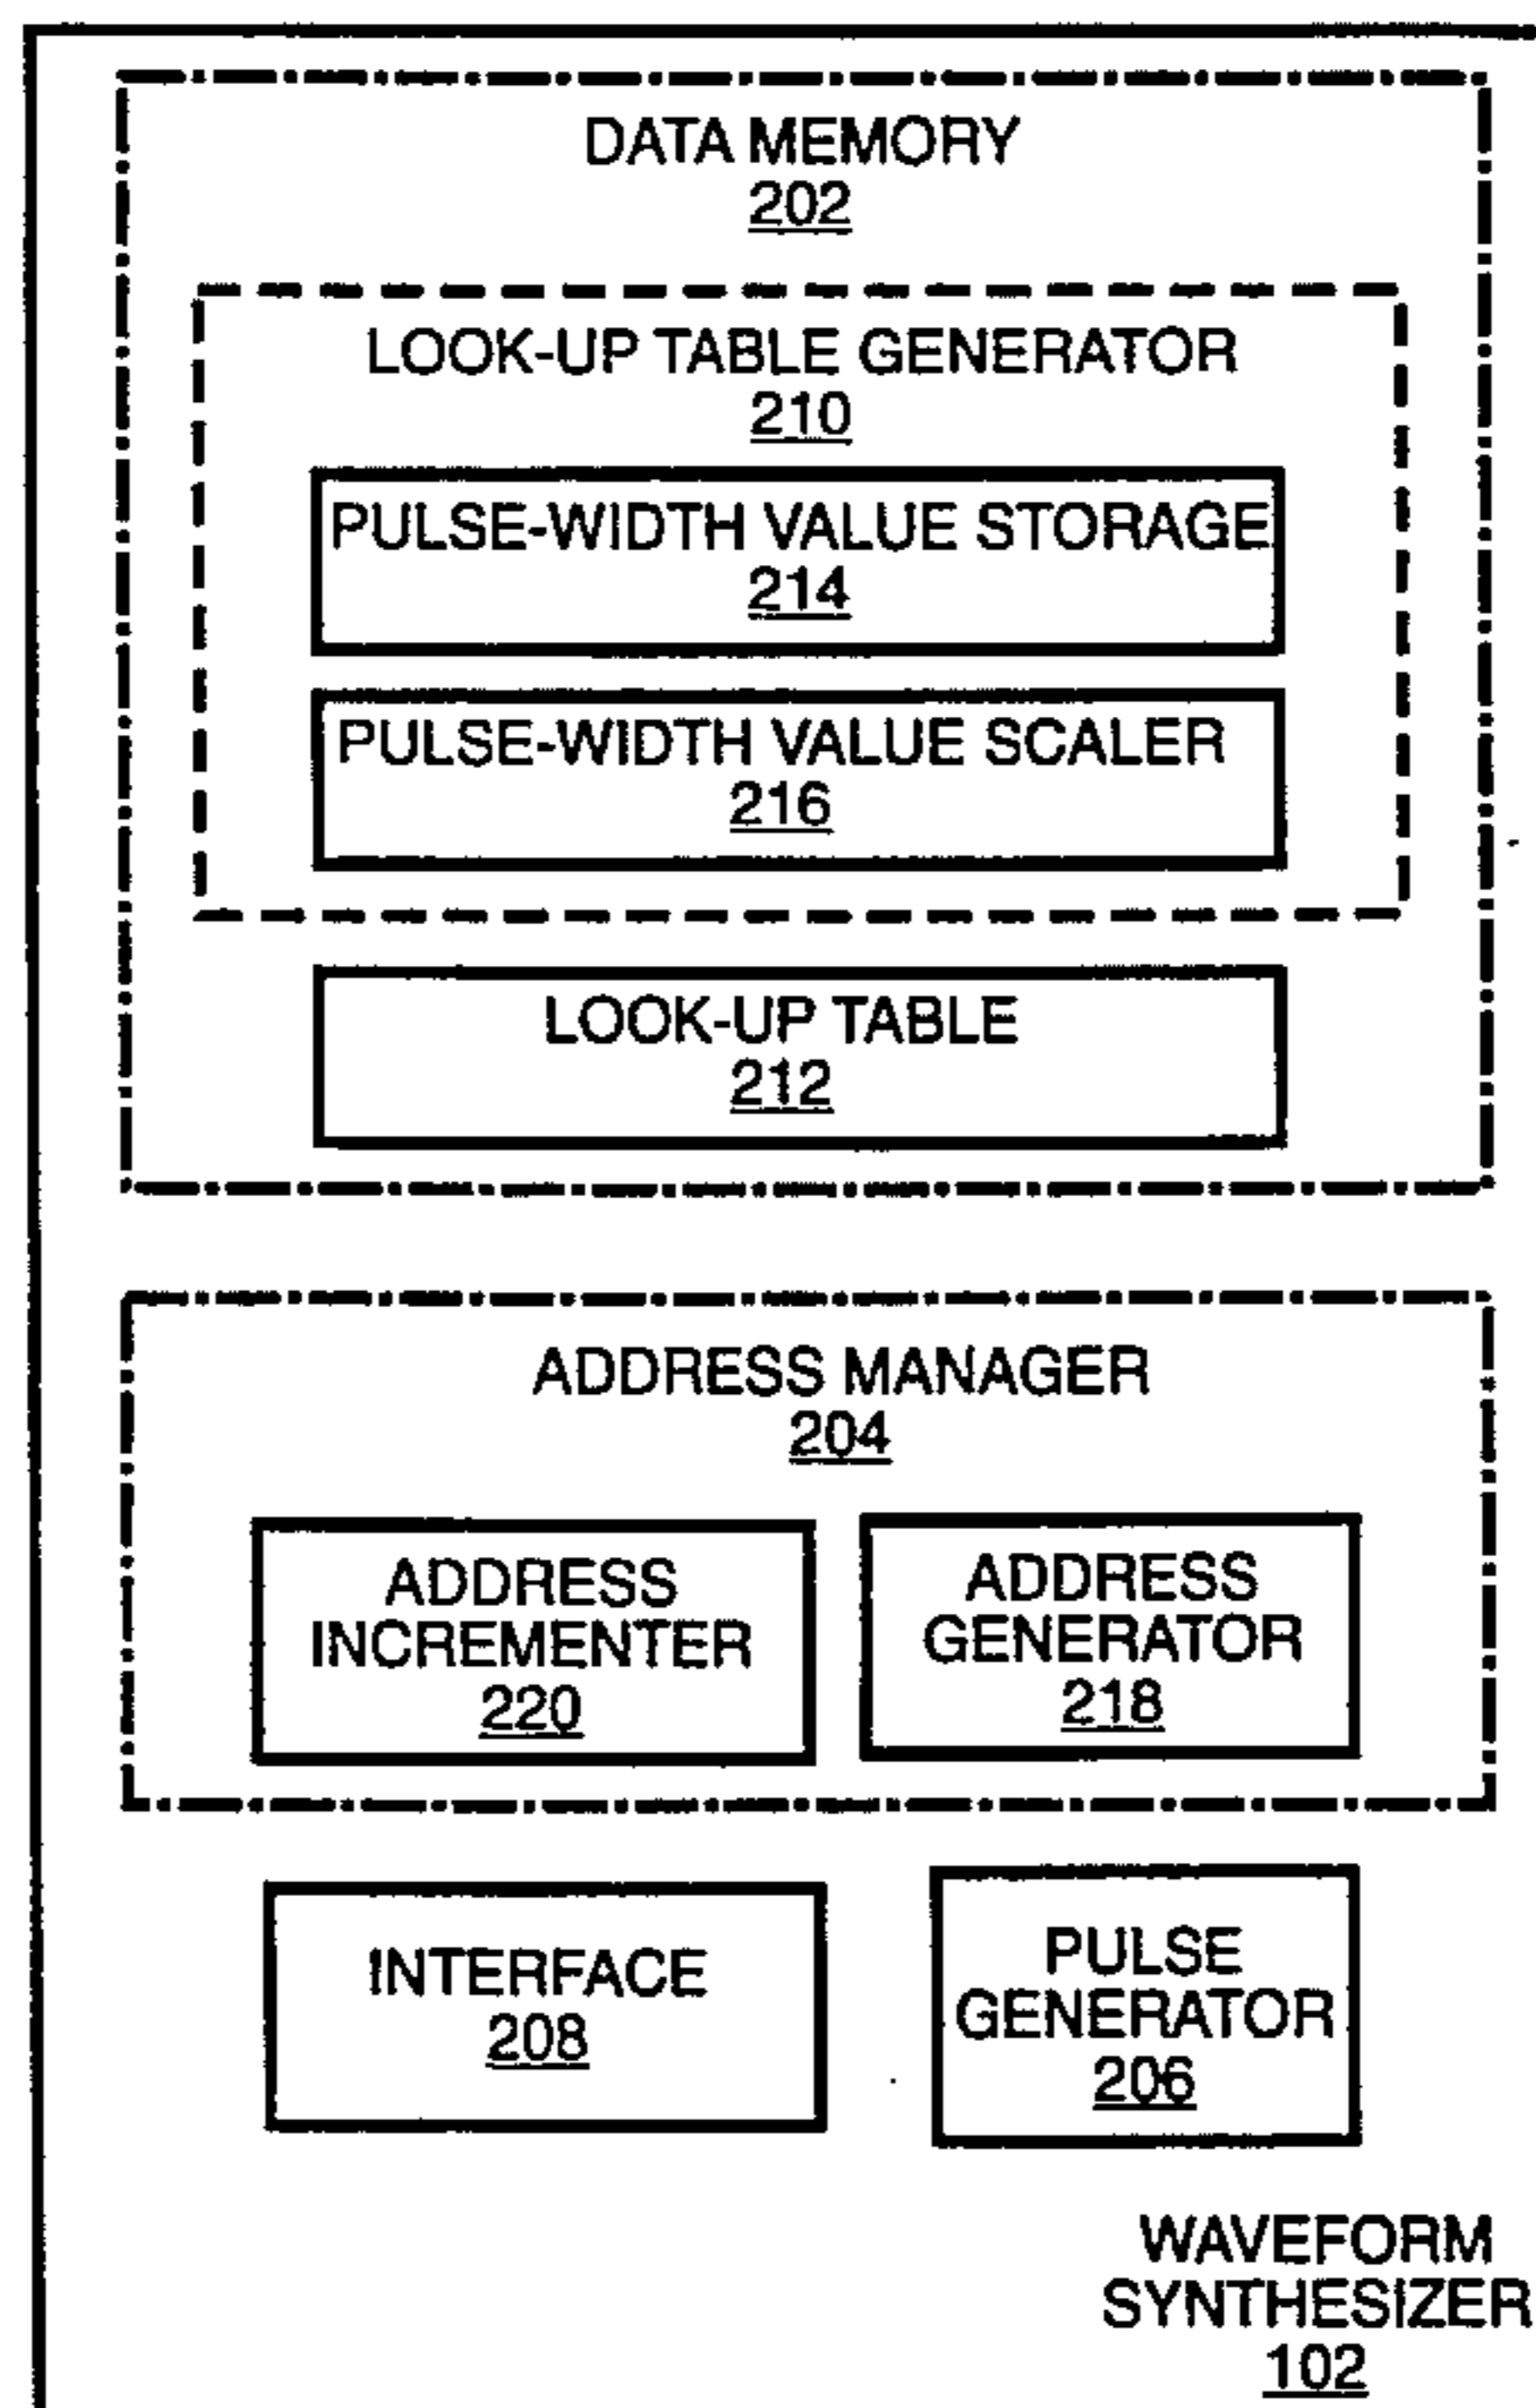 DATA MEMORY
202
LOOK-UP TABLE GENERATOR
210
PULSE-WIDTH VALUE STORAGE
214
PULSE-WIDTH VALUE SCALER
216
LOOK-UP TABLE
212
ADDRESS MANAGER
204
ADDRESS
INCREMENTER
220
ADDRESS
GENERATOR
218
INTERFACE
208
PULSE
GENERATOR
206
WAVEFORM
SYNTHESIZER
102